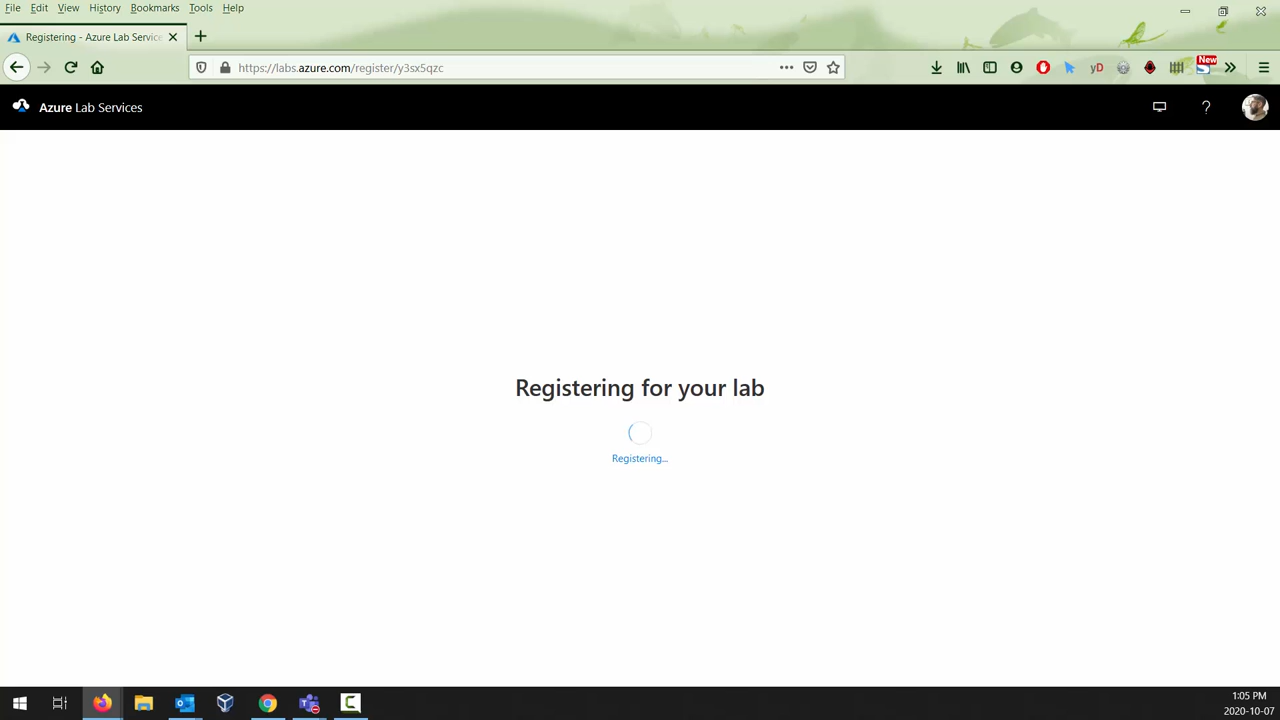 File Edit View History Bookmarks Tools Help
Registering - Azure Lab Service
https://labs.azure.com/register/y3sx5qzc
yD
New
Azure Lab Services
?
Registering for your lab
Registering...
1:05 PM
2020-10-07